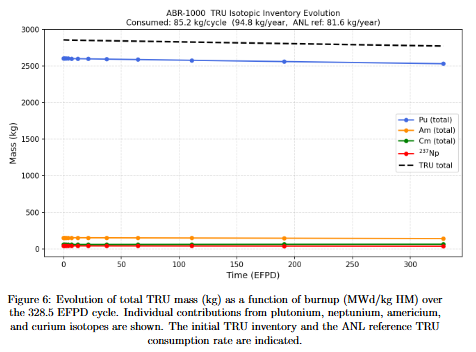 ABR-1000 TRU Isotopic Inventory Evolution
Consumed: 85.2 kg/cycle (94.8 kg/year, ANL ref: 81.6 kg/year)
3000
2500
2000
1500
1000
500
0
Mass (kg)
Pu (total)
Am (total)
Cm (total)
²³⁷Np
TRU total
0 50 100 150 200 250 300
Time (EFPD)
Figure 6: Evolution of total TRU mass (kg) as a function of burnup (MWd/kg IHM) over
the 328.5 EFPD cycle. Individual contributions from plutonium, neptunium, americium,
and curium isotopes are shown. The initial TRU inventory and the ANL reference TRU
consumption rate are indicated.